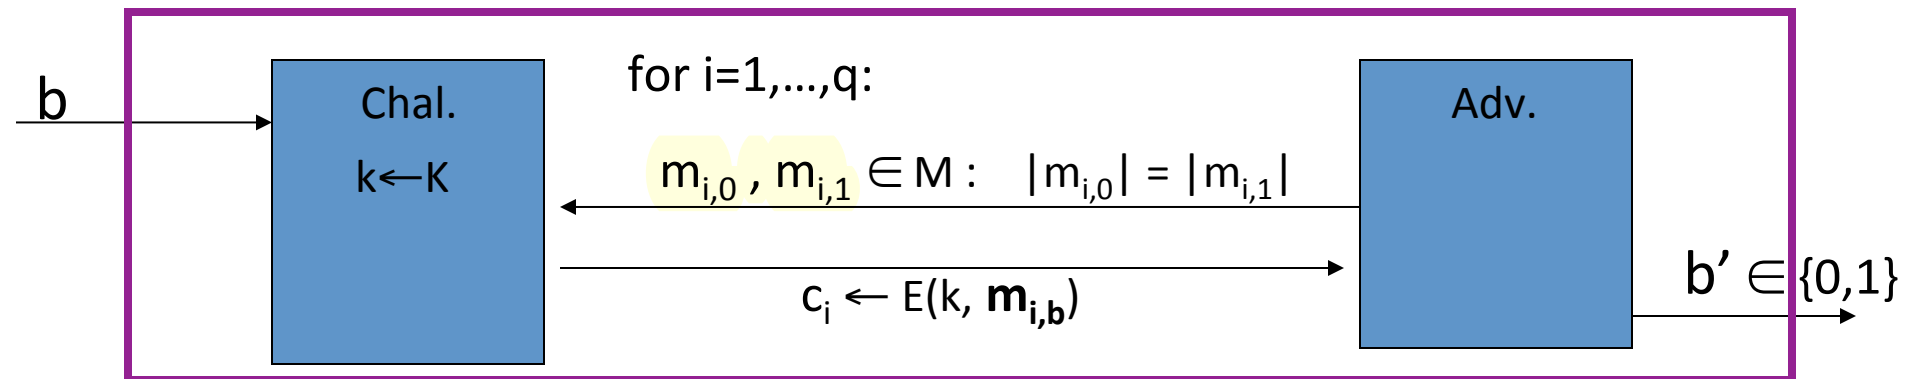 b
Chal.
k←K
for i=1,...,q:
m_{i,0} , m_{i,1} ∈ M : |m_{i,0}| = |m_{i,1}|
c_i ← E(k, m_{i,b})
Adv.
b’ ∈ {0,1}